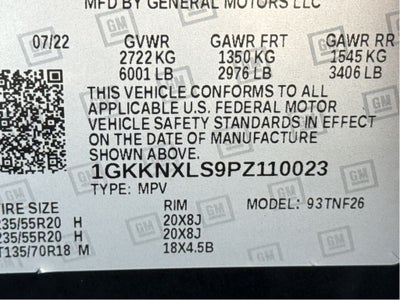 MFD BY GENERAL MOTORS LLC
07/22 GVWR GAWR FRT GAWR RR
2722 KG 1350 KG 1545 KG
6001 LB 2976 LB 3406 LB
THIS VEHICLE CONFORMS TO ALL
APPLICABLE U.S. FEDERAL MOTOR
VEHICLE SAFETY STANDARDS IN EFFECT
ON THE DATE OF MANUFACTURE
SHOWN ABOVE.
1GKKNXLS9PZ110023
TYPE: MPV MODEL: 93TNF26
TIRE SIZE RIM
235/55R20 H 20X8J
235/55R20 H 20X8J
T135/70R18 M 18X4.5B